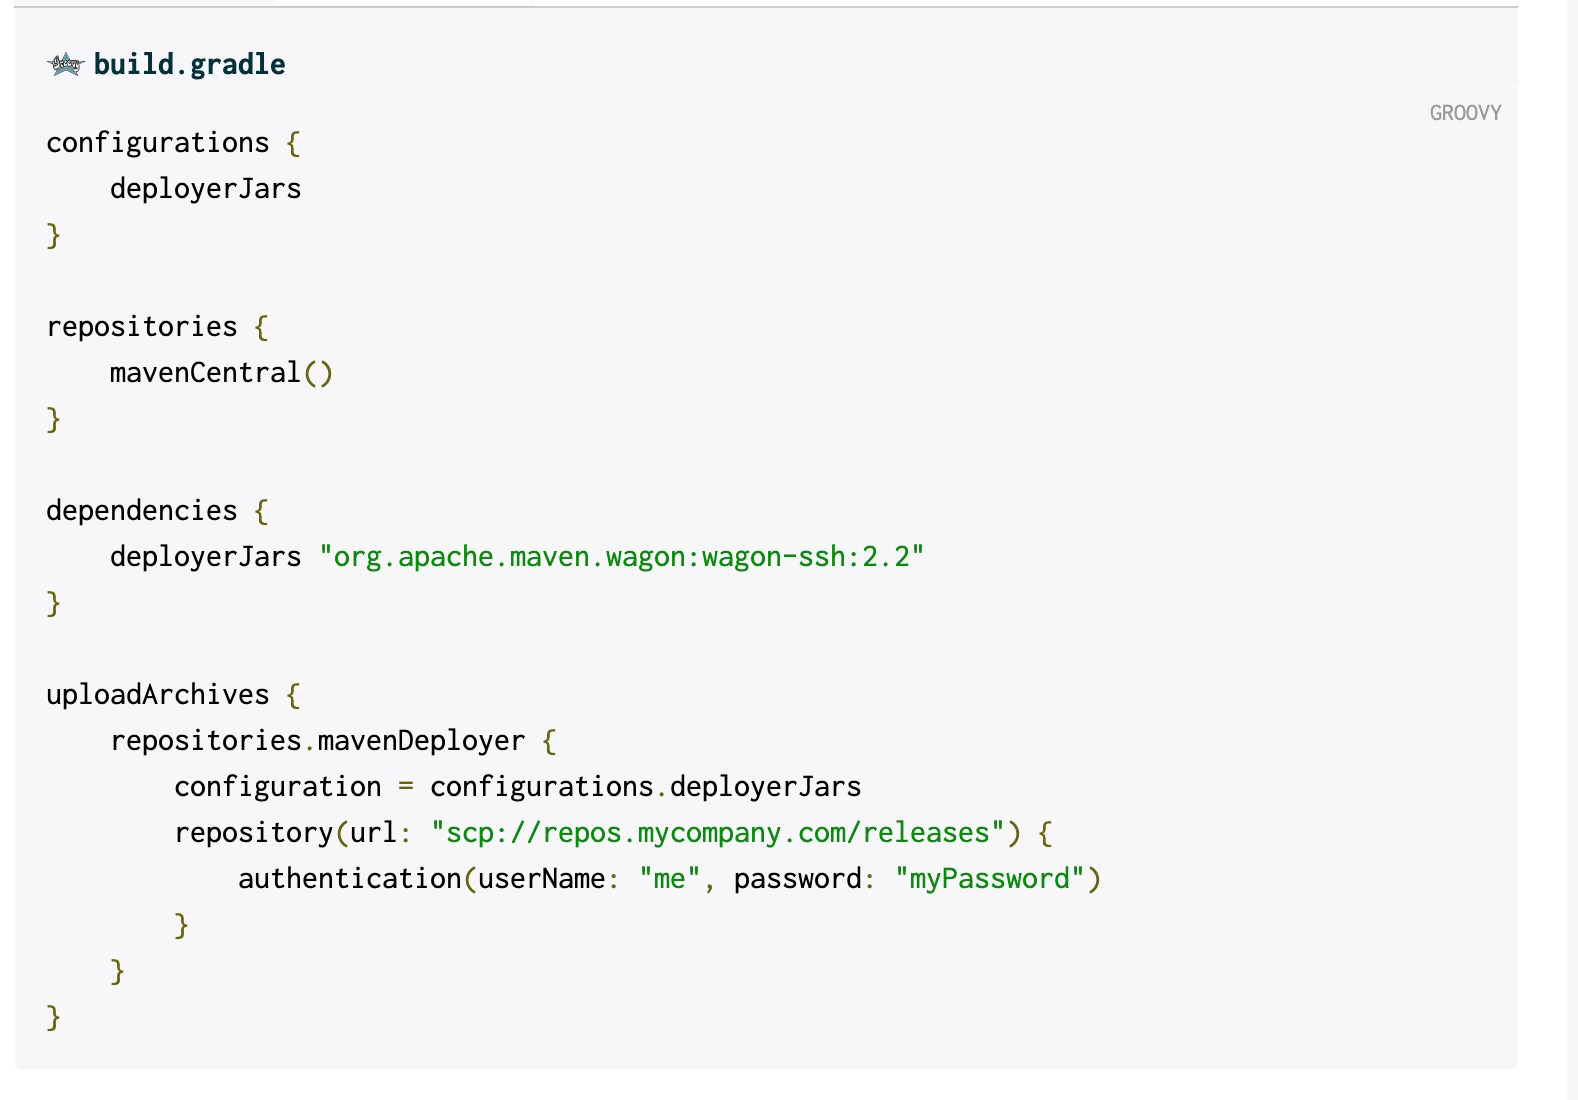 build.gradle
GROOVY
configurations {
    deployerJars
}
repositories {
    mavenCentral()
}
dependencies {
    deployerJars "org.apache.maven.wagon:wagon-ssh:2.2"
}
uploadArchives {
    repositories.mavenDeployer {
        configuration = configurations.deployerJars
        repository(url: "scp://repos.mycompany.com/releases") {
            authentication(userName: "me", password: "myPassword")
        }
    }
}